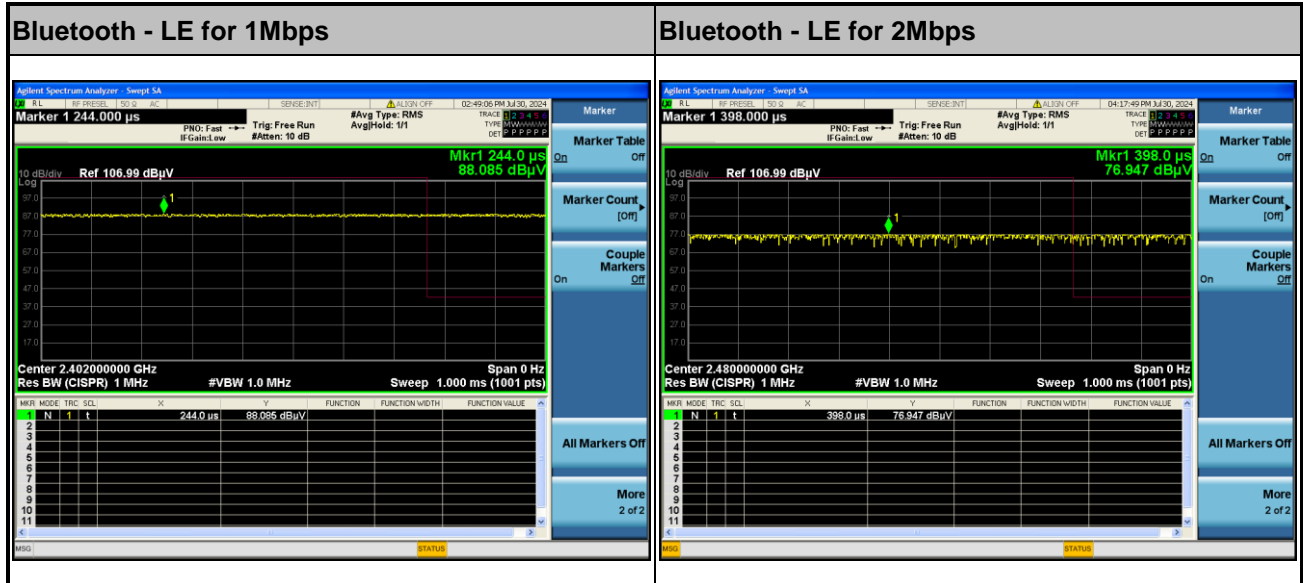 Bluetooth - LE for 1Mbps
Agilent Spectrum Analyzer - Swept SA
RL RF PRESEL 50 Ω AC SENSE:INT ALIGN OFF 02:49:06 PM Jul 30, 2024
Marker 1 244.000 µs
PNO: Fast
IFGain:Low
Trig: Free Run
#Atten: 10 dB
#Avg Type: RMS
Avg|Hold: 1/1
TRACE 1 2 3 4 5 6
TYPE MWWWWW
DET P P P P P P
Mkr1 244.0 µs
88.085 dBµV
10 dB/div Ref 106.99 dBµV
Log
97.0
1
87.0
77.0
67.0
57.0
47.0
37.0
27.0
17.0
Center 2.402000000 GHz Span 0 Hz
Res BW (CISPR) 1 MHz #VBW 1.0 MHz Sweep 1.000 ms (1001 pts)
MKR MODE TRC SCL X Y FUNCTION FUNCTION WIDTH FUNCTION VALUE
1 N 1 t 244.0 µs 88.085 dBµV
2
3
4
5
6
7
8
9
10
11
MSG STATUS
Marker
Marker Table
On Off
Marker Count
[Off]
Couple
Markers
On Off
All Markers Off
More
2 of 2
Bluetooth - LE for 2Mbps
Agilent Spectrum Analyzer - Swept SA
RL RF PRESEL 50 Ω AC SENSE:INT ALIGN OFF 04:17:49 PM Jul 30, 2024
Marker 1 398.000 µs
PNO: Fast
IFGain:Low
Trig: Free Run
#Atten: 10 dB
#Avg Type: RMS
Avg|Hold: 1/1
TRACE 1 2 3 4 5 6
TYPE MWWWWW
DET P P P P P P
Mkr1 398.0 µs
76.947 dBµV
10 dB/div Ref 106.99 dBµV
Log
97.0
87.0
1
77.0
67.0
57.0
47.0
37.0
27.0
17.0
Center 2.480000000 GHz Span 0 Hz
Res BW (CISPR) 1 MHz #VBW 1.0 MHz Sweep 1.000 ms (1001 pts)
MKR MODE TRC SCL X Y FUNCTION FUNCTION WIDTH FUNCTION VALUE
1 N 1 t 398.0 µs 76.947 dBµV
2
3
4
5
6
7
8
9
10
11
MSG STATUS
Marker
Marker Table
On Off
Marker Count
[Off]
Couple
Markers
On Off
All Markers Off
More
2 of 2